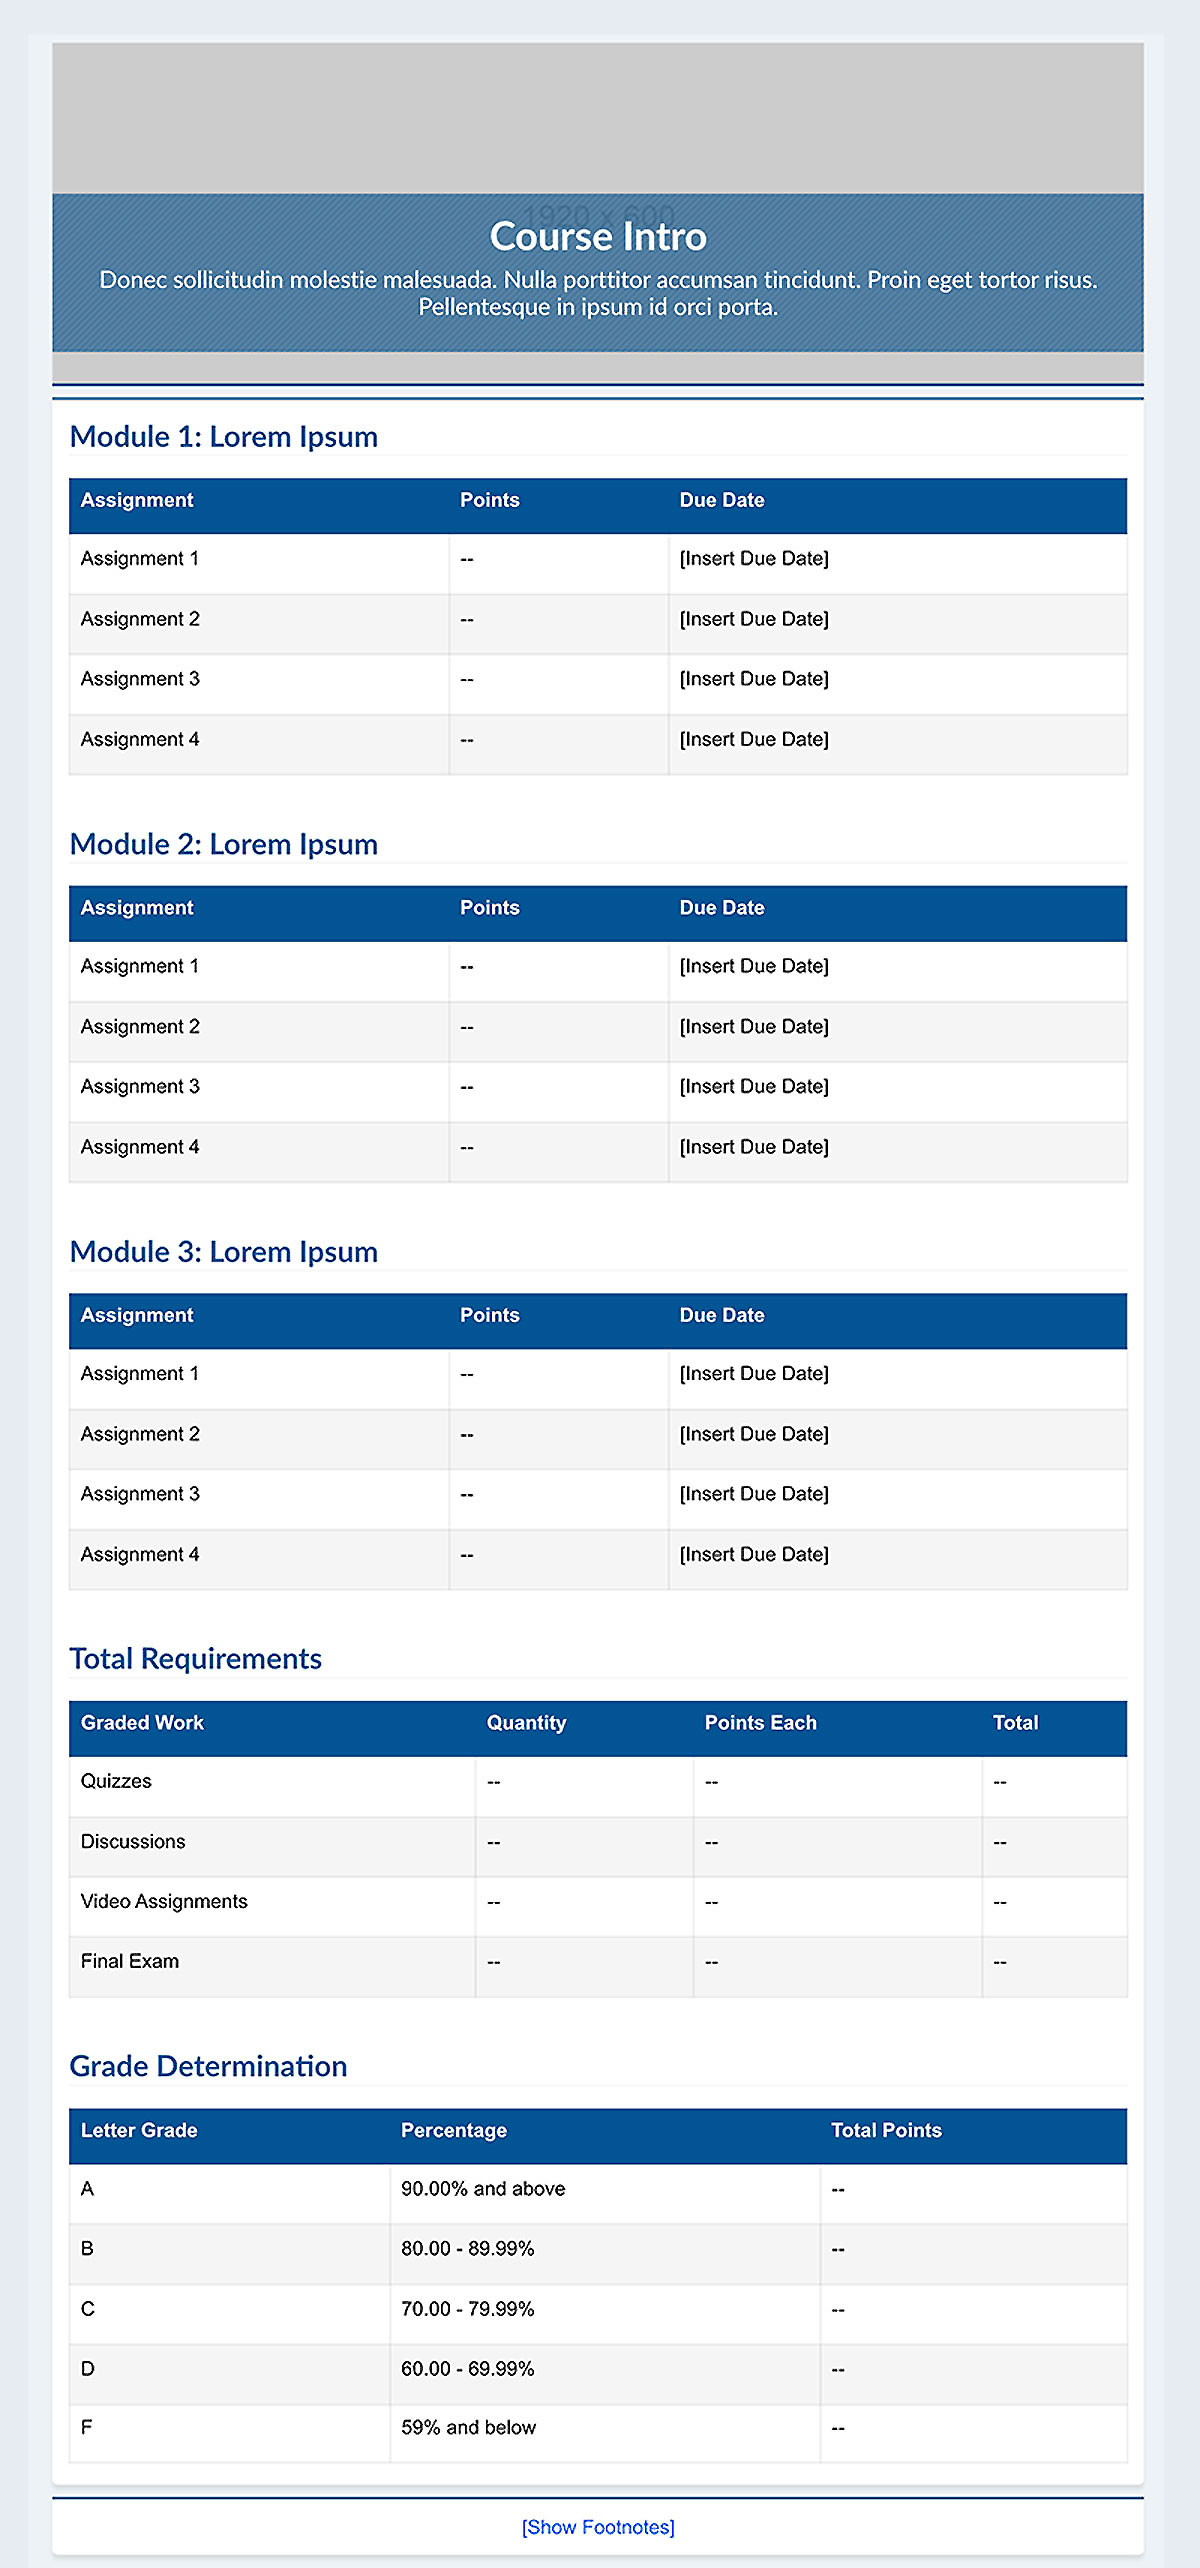 1920 x 600
Course Intro
Donec sollicitudin molestie malesuada. Nulla porttitor accumsan tincidunt. Proin eget tortor risus.
Pellentesque in ipsum id orci porta.
Module 1: Lorem Ipsum
Assignment Points Due Date
Assignment 1 -- [Insert Due Date]
Assignment 2 -- [Insert Due Date]
Assignment 3 -- [Insert Due Date]
Assignment 4 -- [Insert Due Date]
Module 2: Lorem Ipsum
Assignment Points Due Date
Assignment 1 -- [Insert Due Date]
Assignment 2 -- [Insert Due Date]
Assignment 3 -- [Insert Due Date]
Assignment 4 -- [Insert Due Date]
Module 3: Lorem Ipsum
Assignment Points Due Date
Assignment 1 -- [Insert Due Date]
Assignment 2 -- [Insert Due Date]
Assignment 3 -- [Insert Due Date]
Assignment 4 -- [Insert Due Date]
Total Requirements
Graded Work Quantity Points Each Total
Quizzes -- -- --
Discussions -- -- --
Video Assignments -- -- --
Final Exam -- -- --
Grade Determination
Letter Grade Percentage Total Points
A 90.00% and above --
B 80.00 - 89.99% --
C 70.00 - 79.99% --
D 60.00 - 69.99% --
F 59% and below --
[Show Footnotes]